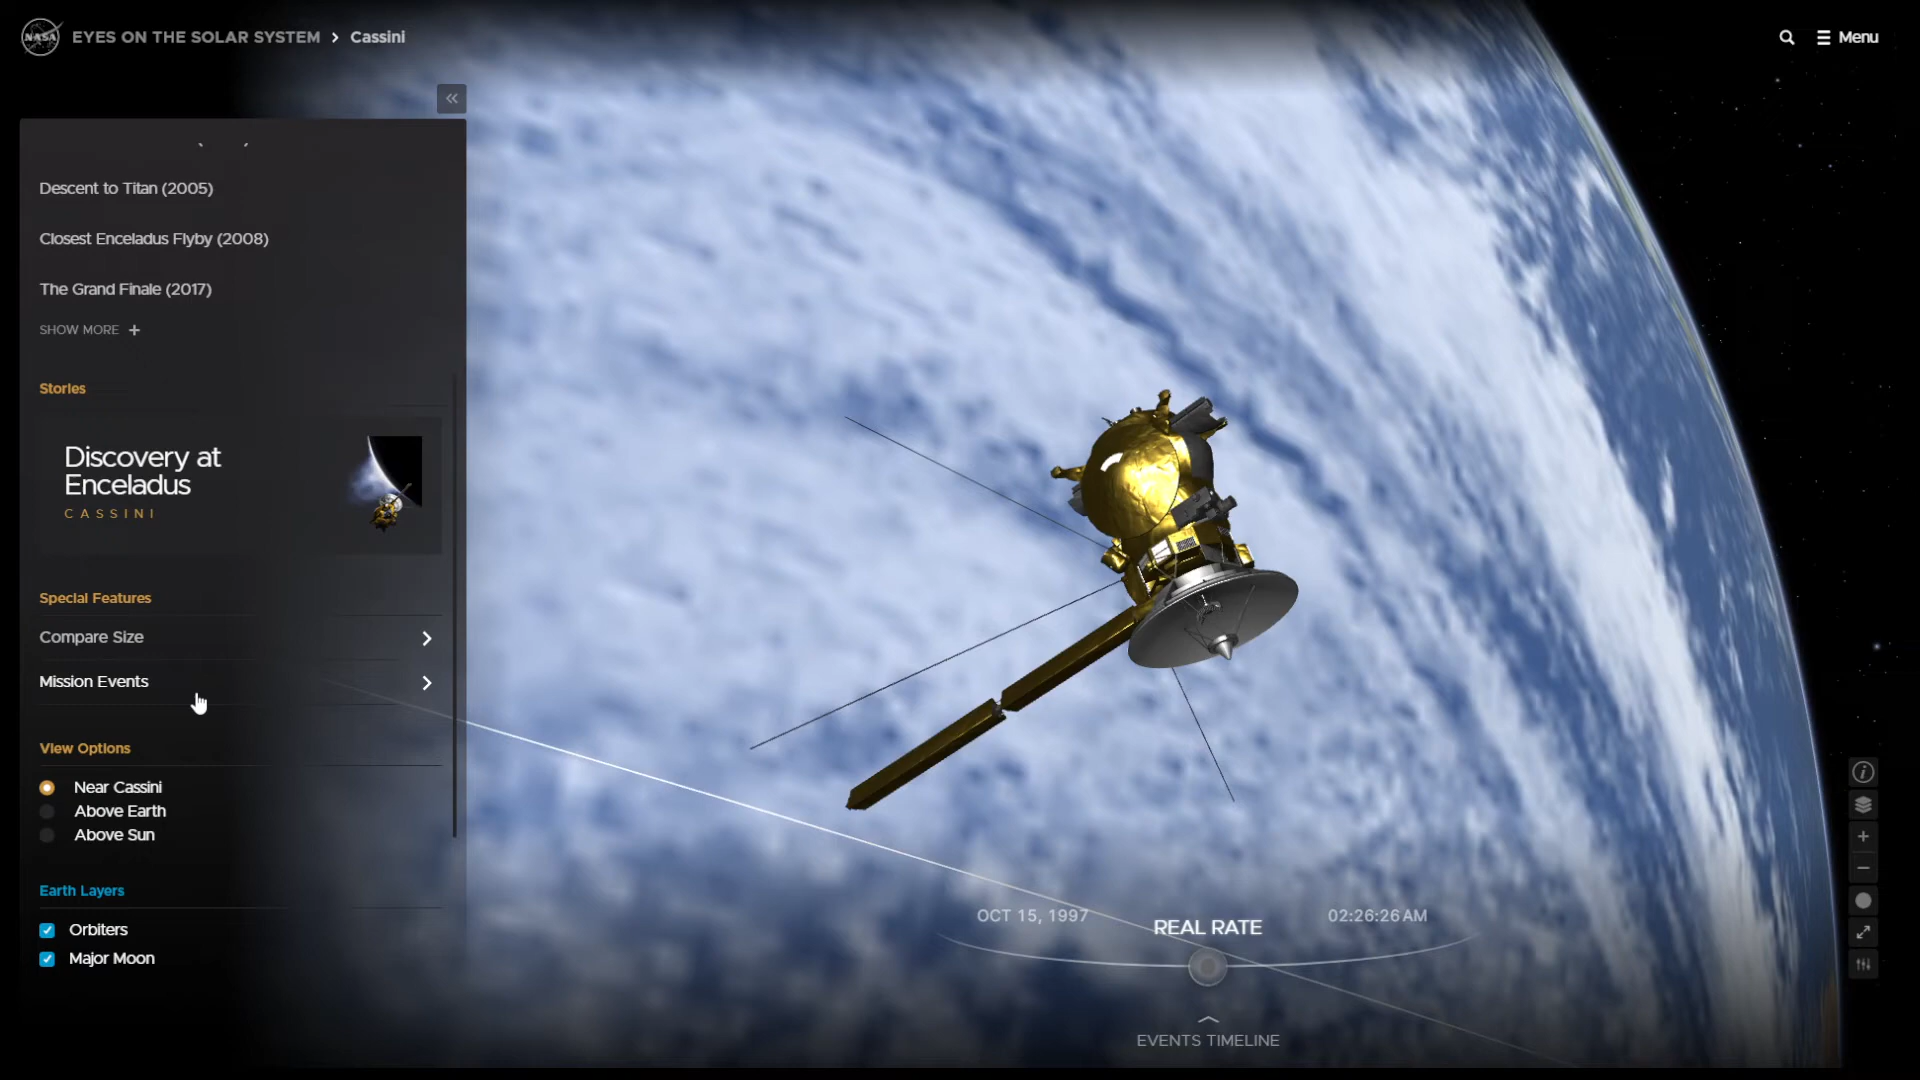 NASA
EYES ON THE SOLAR SYSTEM > Cassini
Menu
Descent to Titan (2005)
Closest Enceladus Flyby (2008)
The Grand Finale (2017)
SHOW MORE +
Stories
Discovery at
Enceladus
CASSINI
Special Features
Compare Size
Mission Events
View Options
Near Cassini
Above Earth
Above Sun
Earth Layers
Orbiters
Major Moon
OCT 15, 1997
REAL RATE
02:26:26 AM
EVENTS TIMELINE